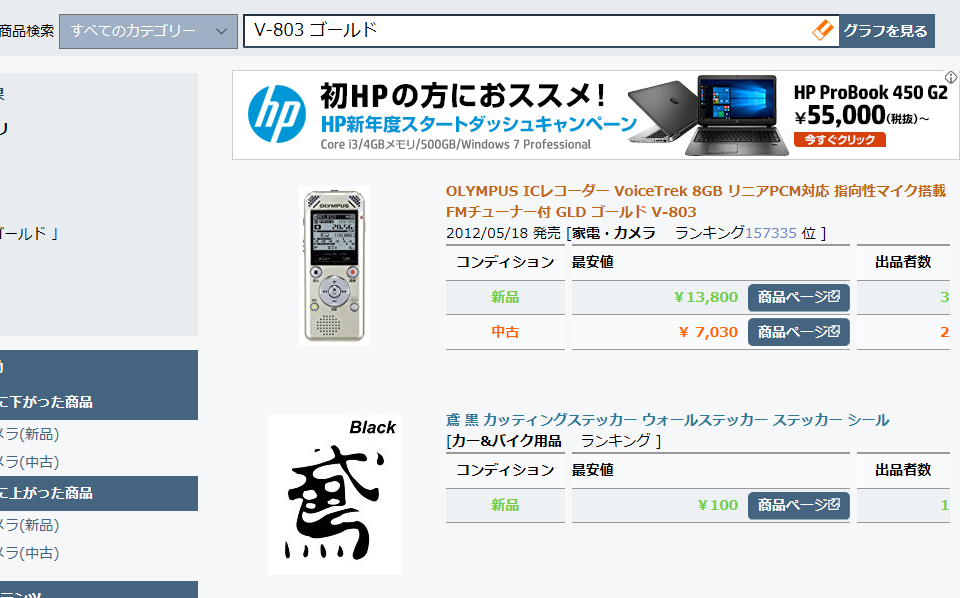 商品検索
すべてのカテゴリー
V-803 ゴールド
グラフを見る
ゴールド 」
に下がった商品
メラ(新品)
メラ(中古)
に上がった商品
メラ(新品)
メラ(中古)
hp
初HPの方におススメ！
HP新年度スタートダッシュキャンペーン
Core i3/4GBメモリ/500GB/Windows 7 Professional
HP ProBook 450 G2
¥55,000(税抜)～
今すぐクリック
OLYMPUS
OLYMPUS ICレコーダー VoiceTrek 8GB リニアPCM対応 指向性マイク搭載
FMチューナー付 GLD ゴールド V-803
2012/05/18 発売 [家電・カメラ ランキング157335 位 ]
コンディション 最安値 出品者数
新品 ￥13,800 商品ページ 3
中古 ￥ 7,030 商品ページ 2
Black
鳶
鳶 黒 カッティングステッカー ウォールステッカー ステッカー シール
[カー&バイク用品 ランキング ]
コンディション 最安値 出品者数
新品 ￥100 商品ページ 1